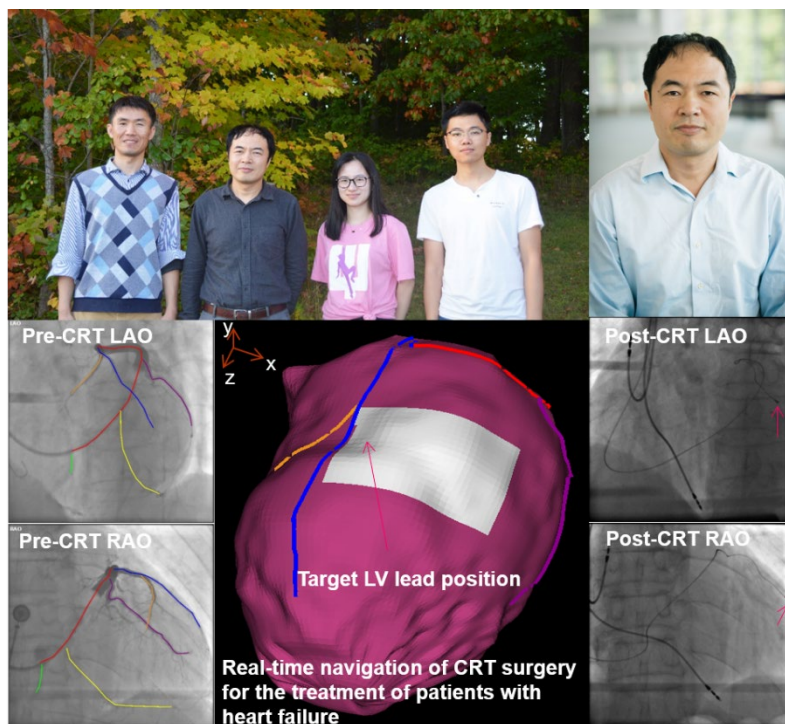 Pre-CRT LAO
y
x
z
Post-CRT LAO
Pre-CRT RAO
Target LV lead position
Post-CRT RAO
Real-time navigation of CRT surgery
for the treatment of patients with
heart failure